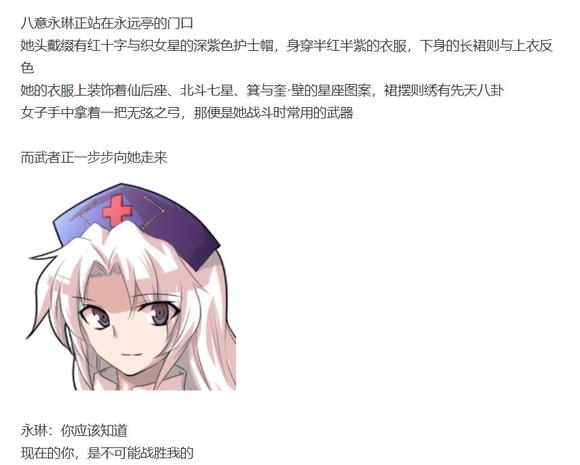 八意永琳正站在永远亭的门口
她头戴缀有红十字与织女星的深紫色护士帽，身穿半红半紫的衣服，下身的长裙则与上衣反
色
她的衣服上装饰着仙后座、北斗七星、箕与奎·壁的星座图案，裙摆则绣有先天八卦
女子手中拿着一把无弦之弓，那便是她战斗时常用的武器
而武者正一步步向她走来
永琳：你应该知道
现在的你，是不可能战胜我的